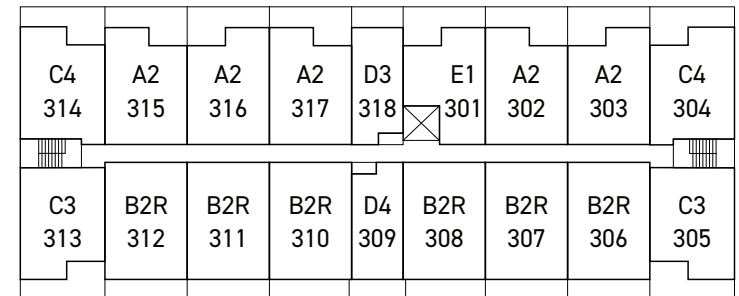 C4 A2 A2 A2 D3 E1 A2 A2 C4
314 315 316 317 318 301 302 303 304
C3 B2R B2R B2R D4 B2R B2R B2R C3
313 312 311 310 309 308 307 306 305